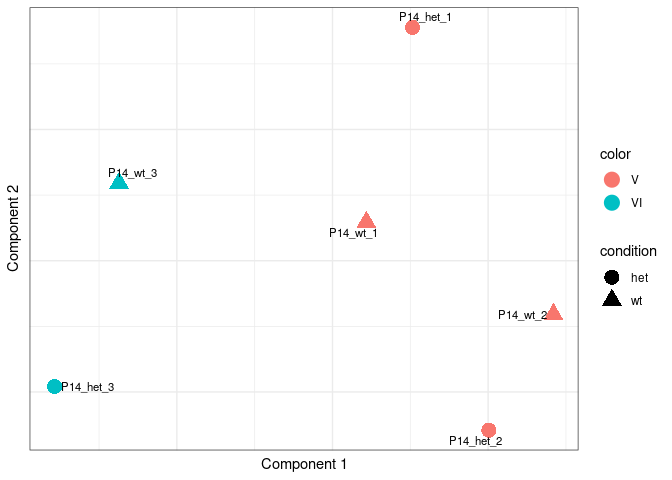 P14_het_1
P14_wt_3
P14_wt_1
P14_wt_2
P14_het_3
P14_het_2
Component 1
Component 2
color
V
VI
condition
het
wt